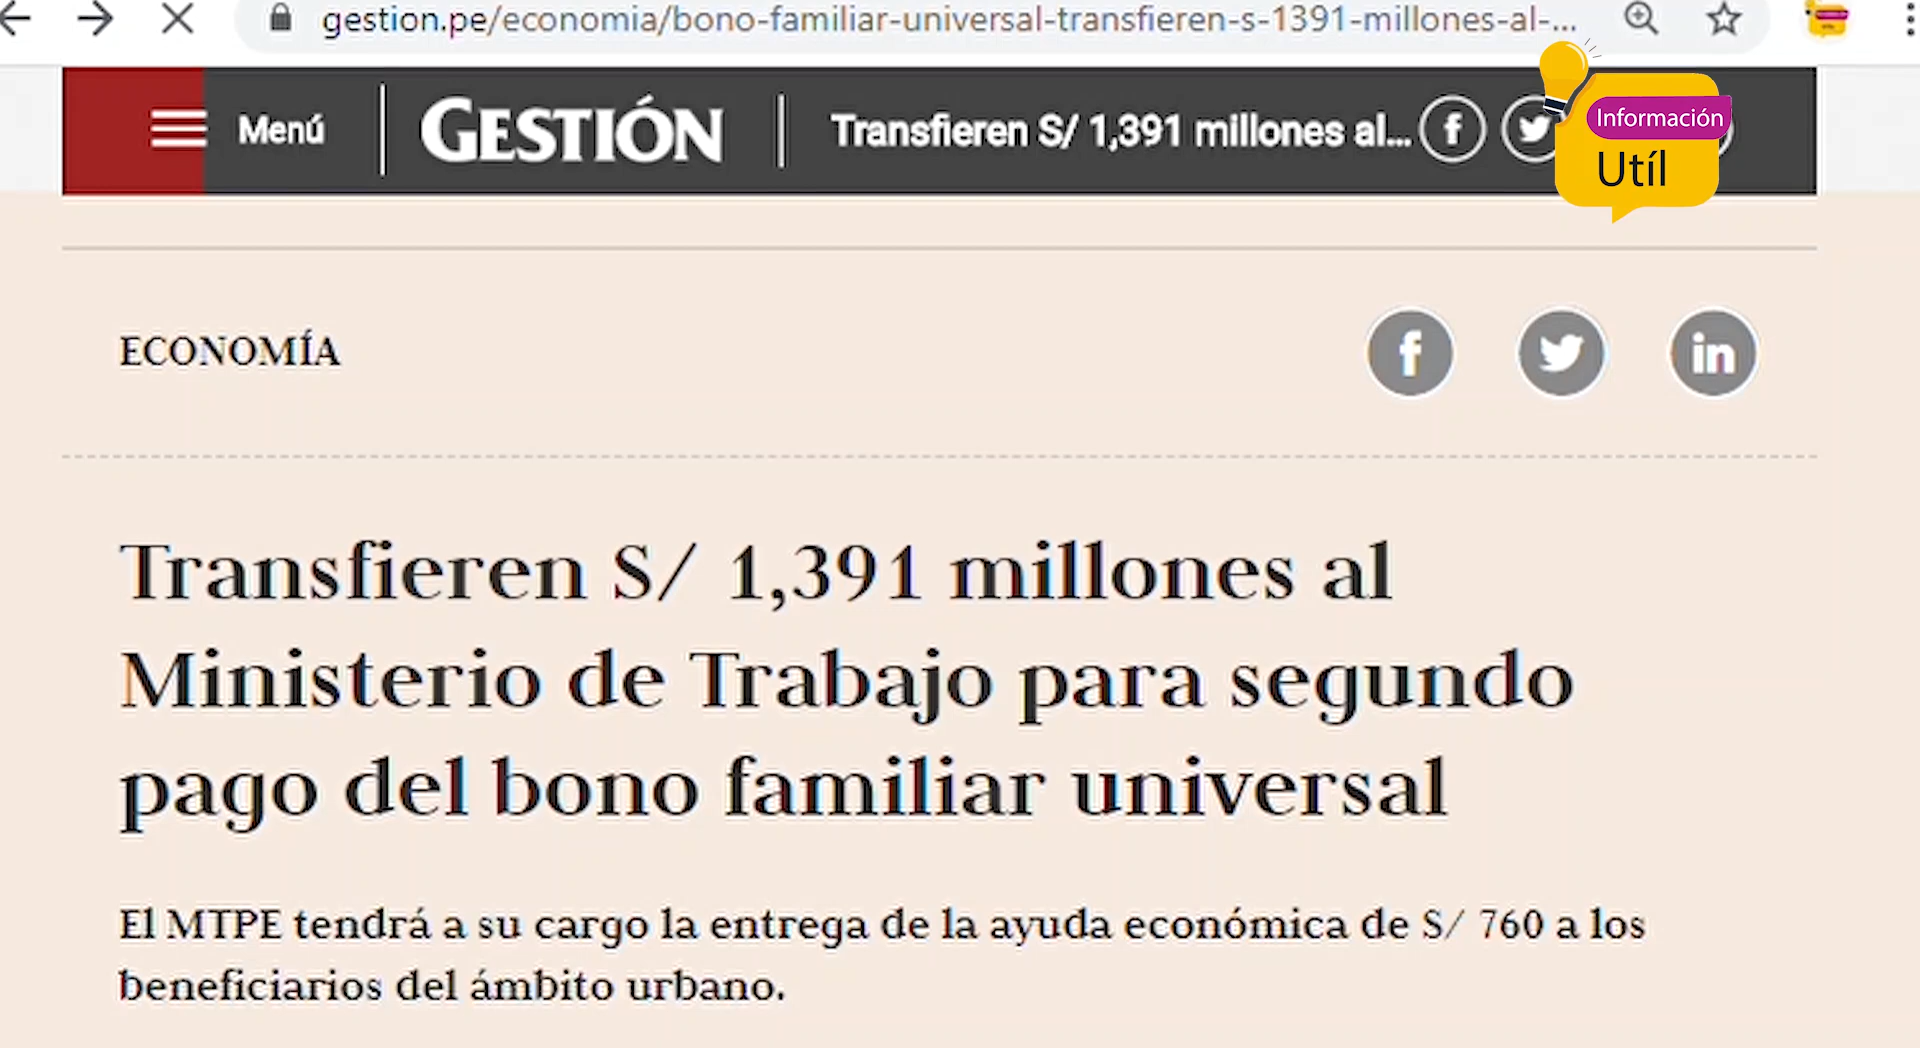 gestion.pe/economia/bono-familiar-universal-transfieren-s-1391-millones-al-...
Menú
GESTIÓN
Transfieren S/ 1,391 millones al...
Información
Utíl
ECONOMÍA
Transfieren S/ 1,391 millones al
Ministerio de Trabajo para segundo
pago del bono familiar universal
El MTPE tendrá a su cargo la entrega de la ayuda económica de S/ 760 a los
beneficiarios del ámbito urbano.